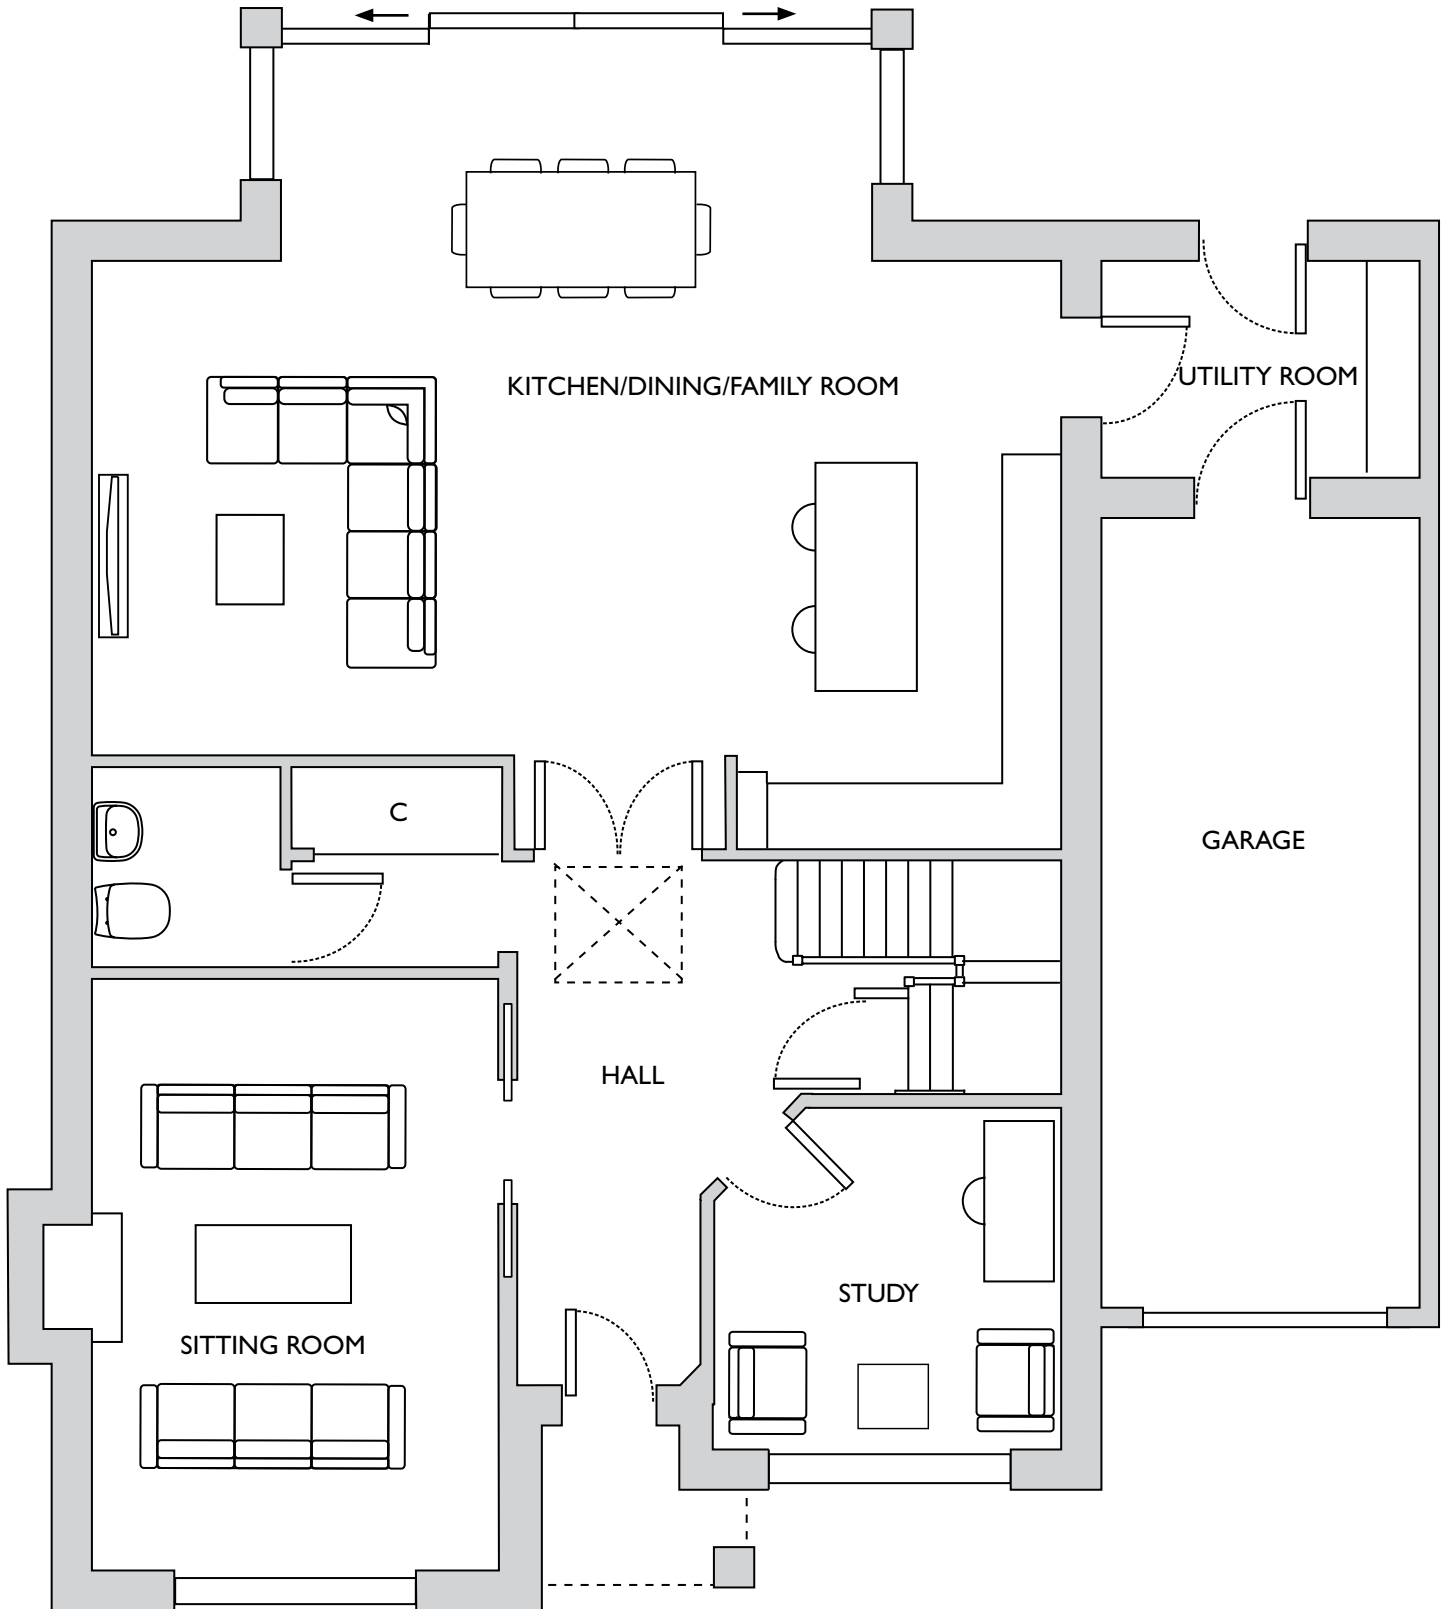 KITCHEN/DINING/FAMILY ROOM
UTILITY ROOM
C
GARAGE
HALL
STUDY
SITTING ROOM